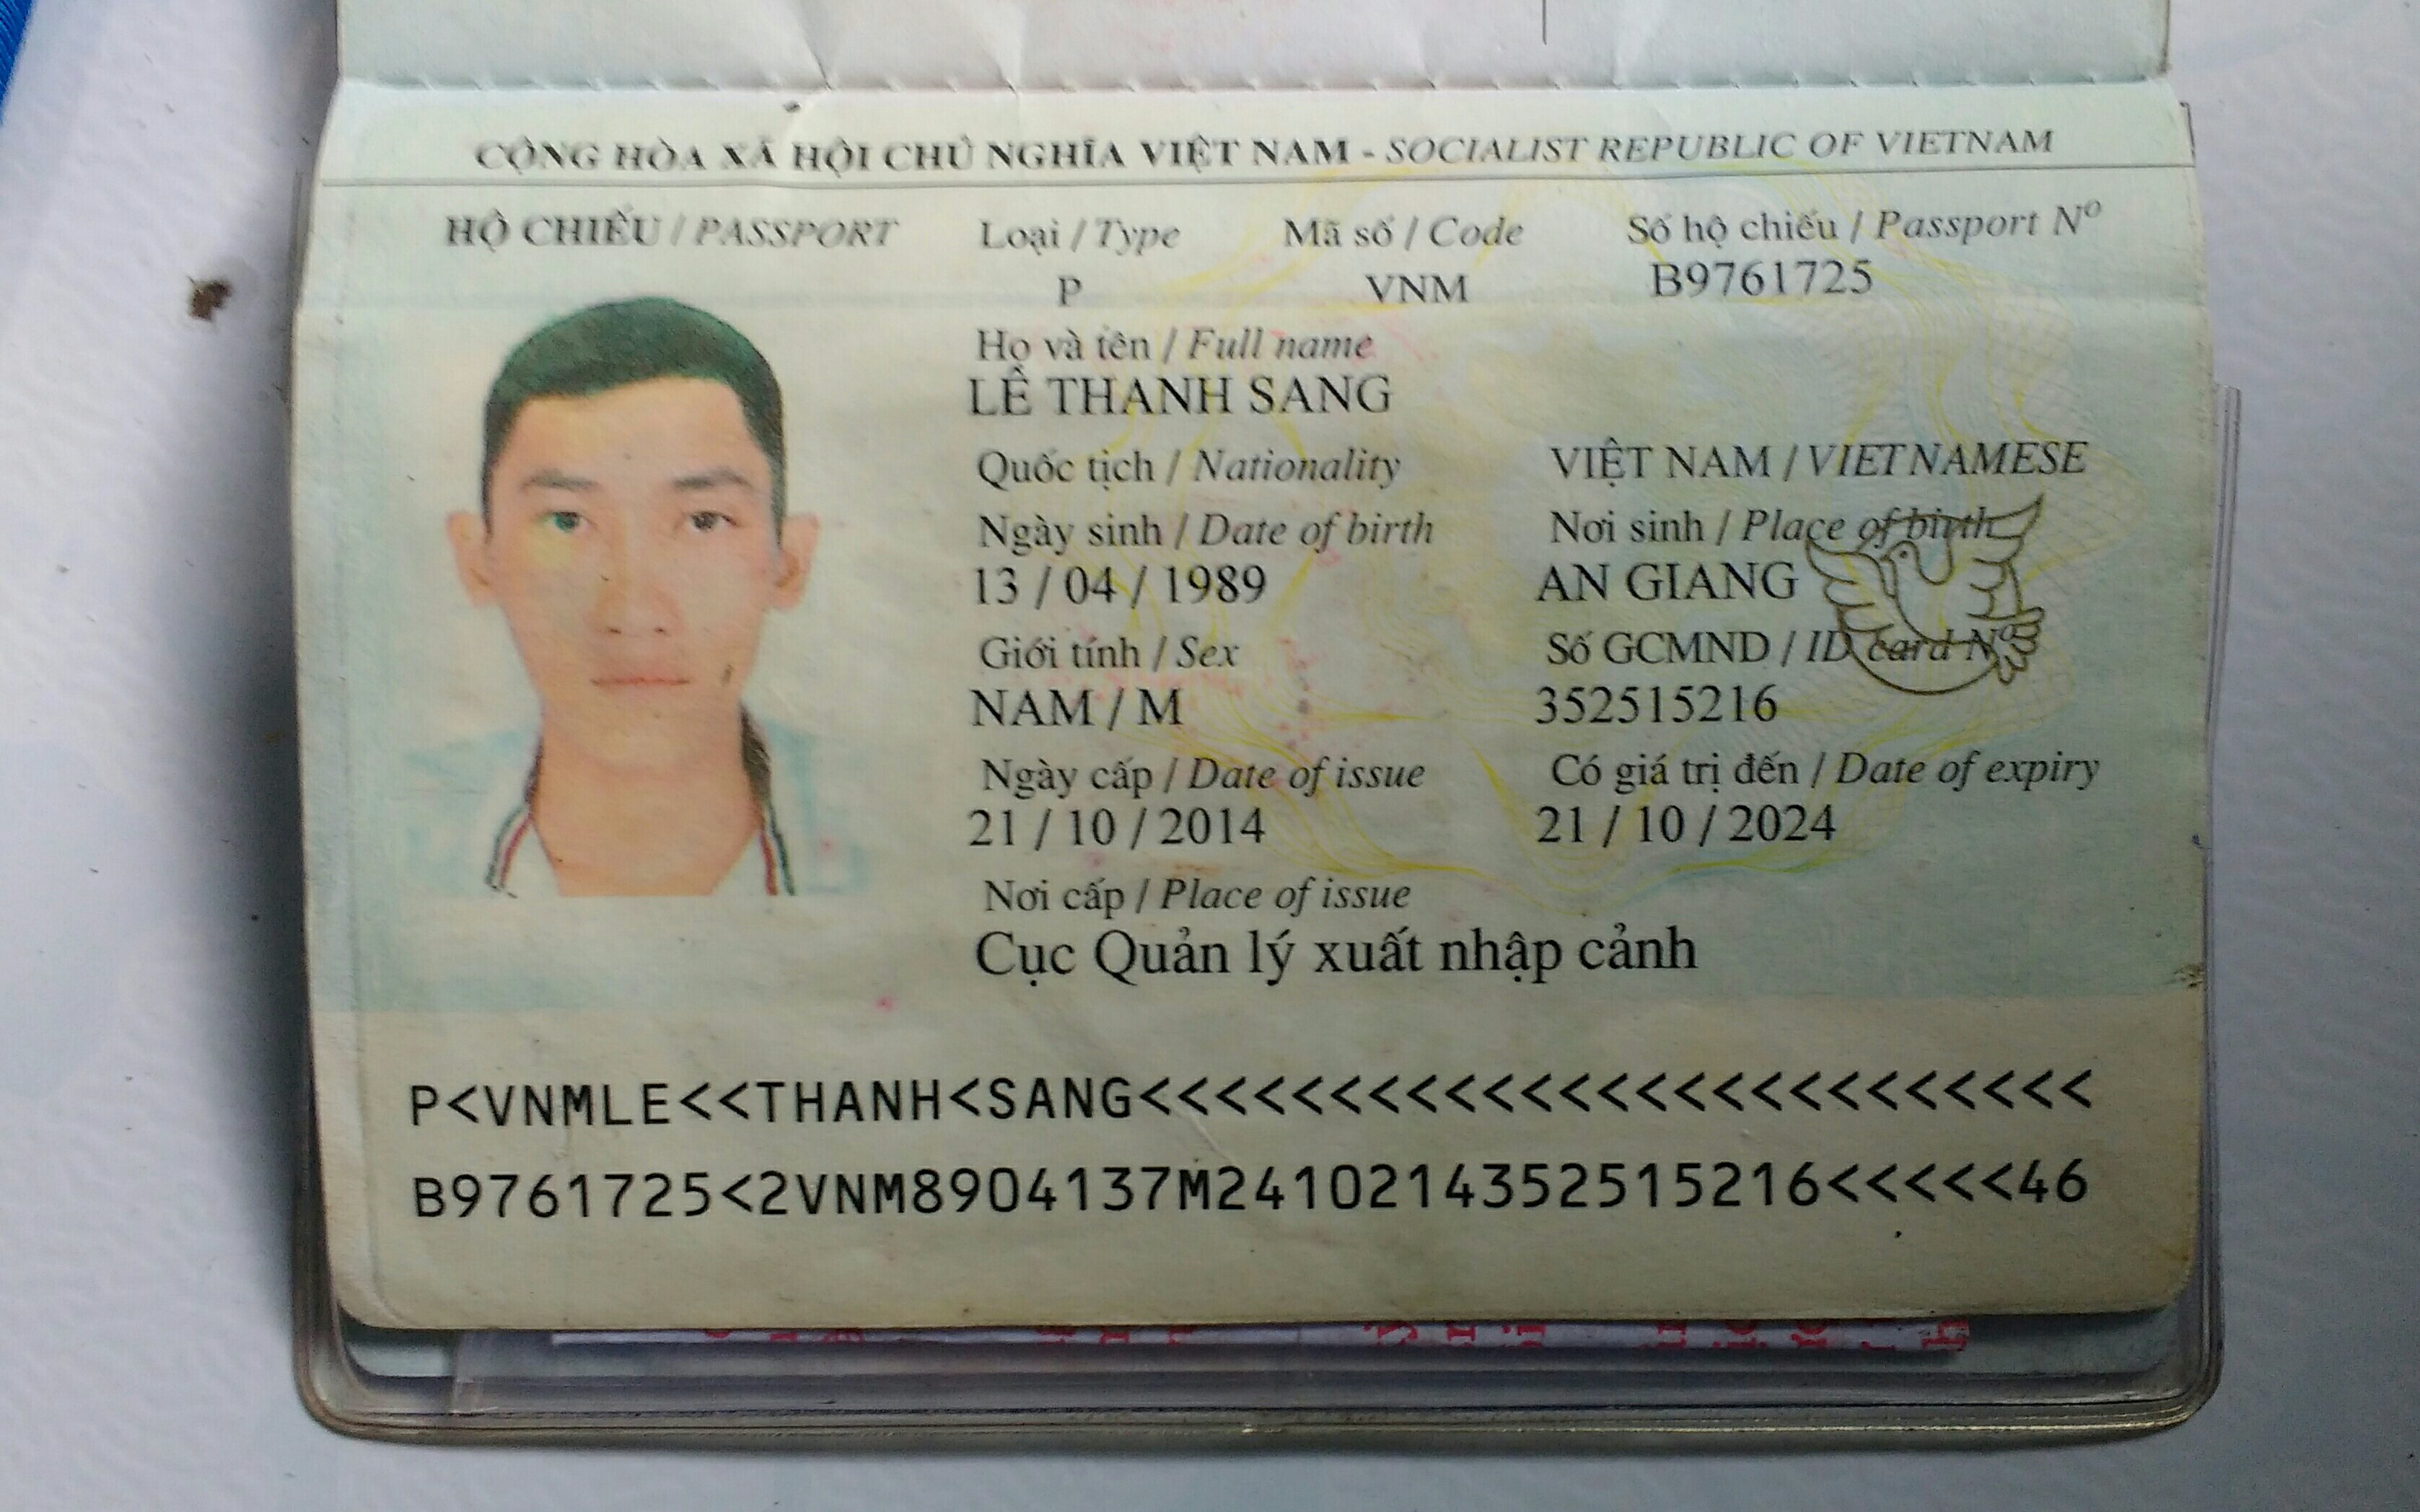 CỘNG HÒA XÃ HỘI CHỦ NGHĨA VIỆT NAM - SOCIALIST REPUBLIC OF VIETNAM
HỘ CHIẾU / PASSPORT Loại / Type Mã số / Code Số hộ chiếu / Passport Nº
P VNM B9761725
Họ và tên / Full name
LÊ THANH SANG
Quốc tịch / Nationality VIỆT NAM / VIETNAMESE
Ngày sinh / Date of birth Nơi sinh / Place of birth
13 / 04 / 1989 AN GIANG
Giới tính / Sex Số GCMND / ID card Nº
NAM / M 352515216
Ngày cấp / Date of issue Có giá trị đến / Date of expiry
21 / 10 / 2014 21 / 10 / 2024
Nơi cấp / Place of issue
Cục Quản lý xuất nhập cảnh
P<VNMLE<<THANH<SANG<<<<<<<<<<<<<<<<<<<<<<<<<
B9761725<2VNM8904137M2410214352515216<<<<<46